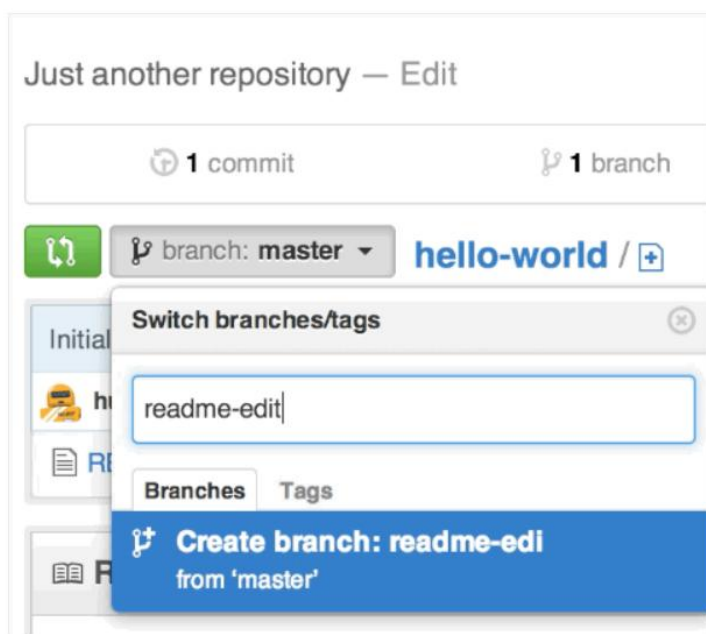 Just another repository — Edit
1 commit
1 branch
branch: master
hello-world /
Switch branches/tags
Initial
readme-edit
Branches Tags
Create branch: readme-edi
from ‘master’